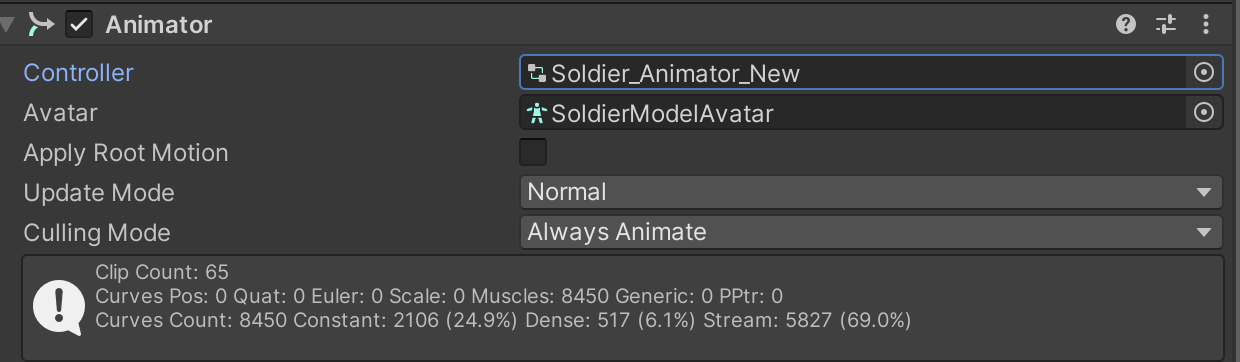 Animator
Controller Soldier_Animator_New
Avatar SoldierModelAvatar
Apply Root Motion
Update Mode Normal
Culling Mode Always Animate
Clip Count: 65
Curves Pos: 0 Quat: 0 Euler: 0 Scale: 0 Muscles: 8450 Generic: 0 PPtr: 0
Curves Count: 8450 Constant: 2106 (24.9%) Dense: 517 (6.1%) Stream: 5827 (69.0%)